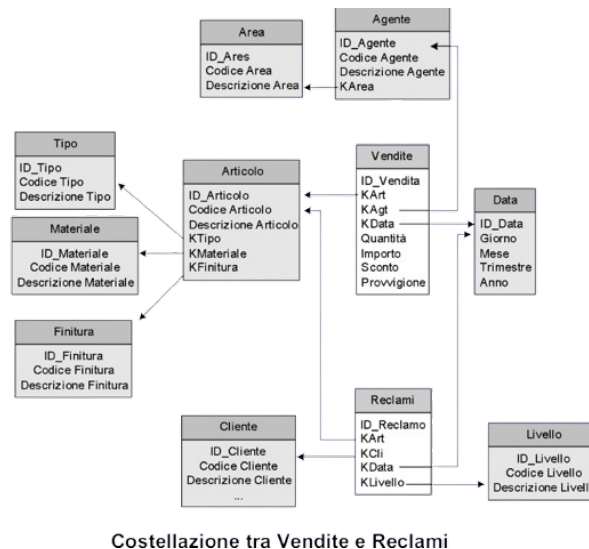 Area
ID_Ares
Codice Area
Descrizione Area
Agente
ID_Agente
Codice Agente
Descrizione Agente
KArea
Tipo
ID_Tipo
Codice Tipo
Descrizione Tipo
Articolo
ID_Articolo
Codice Articolo
Descrizione Articolo
KTipo
KMateriale
KFinitura
Vendite
ID_Vendita
KArt
KAgt
KData
Quantità
Importo
Sconto
Provvigione
Data
ID_Data
Giorno
Mese
Trimestre
Anno
Materiale
ID_Materiale
Codice Materiale
Descrizione Materiale
Finitura
ID_Finitura
Codice Finitura
Descrizione Finitura
Cliente
ID_Cliente
Codice Cliente
Descrizione Cliente
...
Reclami
ID_Reclamo
KArt
KCli
KData
KLivello
Livello
ID_Livello
Codice Livello
Descrizione Livell
Costellazione tra Vendite e Reclami